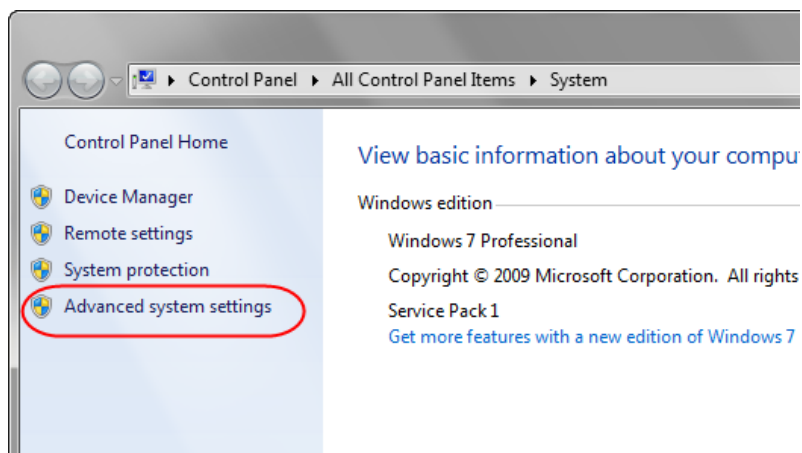 Control Panel ▸ All Control Panel Items ▸ System
Control Panel Home
Device Manager
Remote settings
System protection
Advanced system settings
View basic information about your
Windows edition
Windows 7 Professional
Copyright © 2009 Microsoft Corporation. All rights
Service Pack 1
Get more features with a new edition of Windows 7